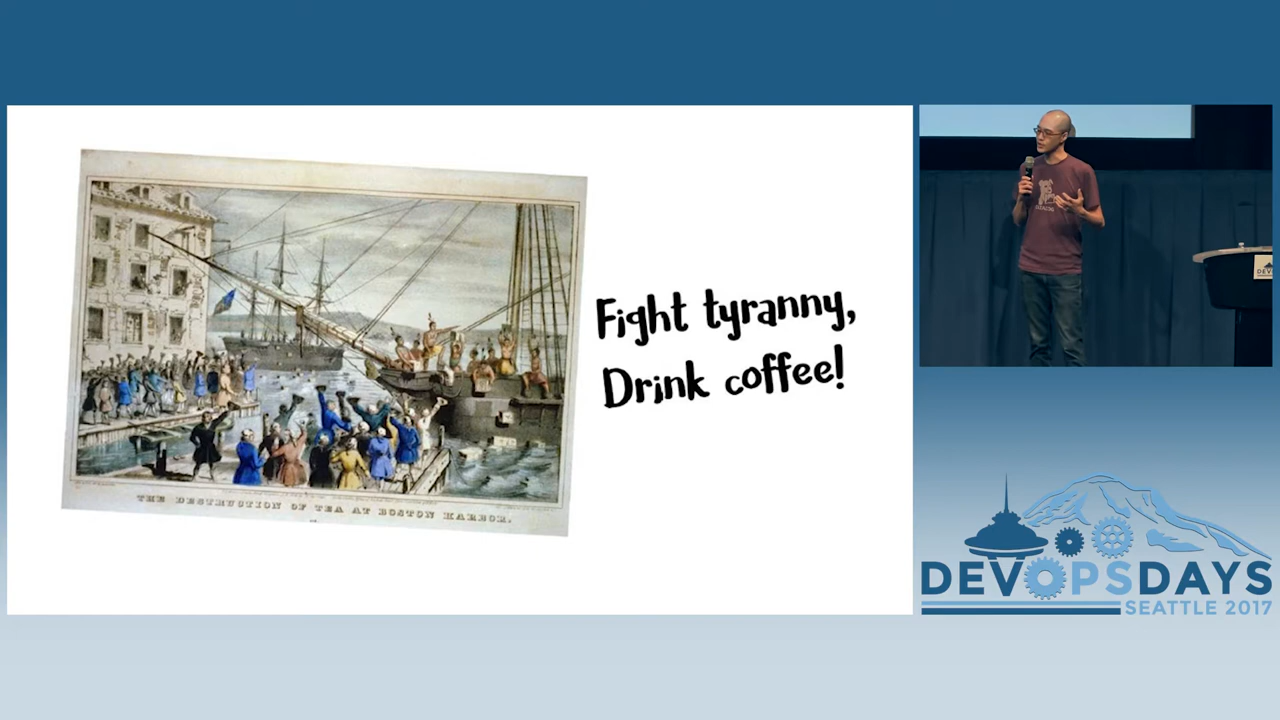 Fight tyranny,
Drink coffee!
THE DESTRUCTION OF TEA AT BOSTON HARBOR.
DEVOPSDAYS
SEATTLE 2017